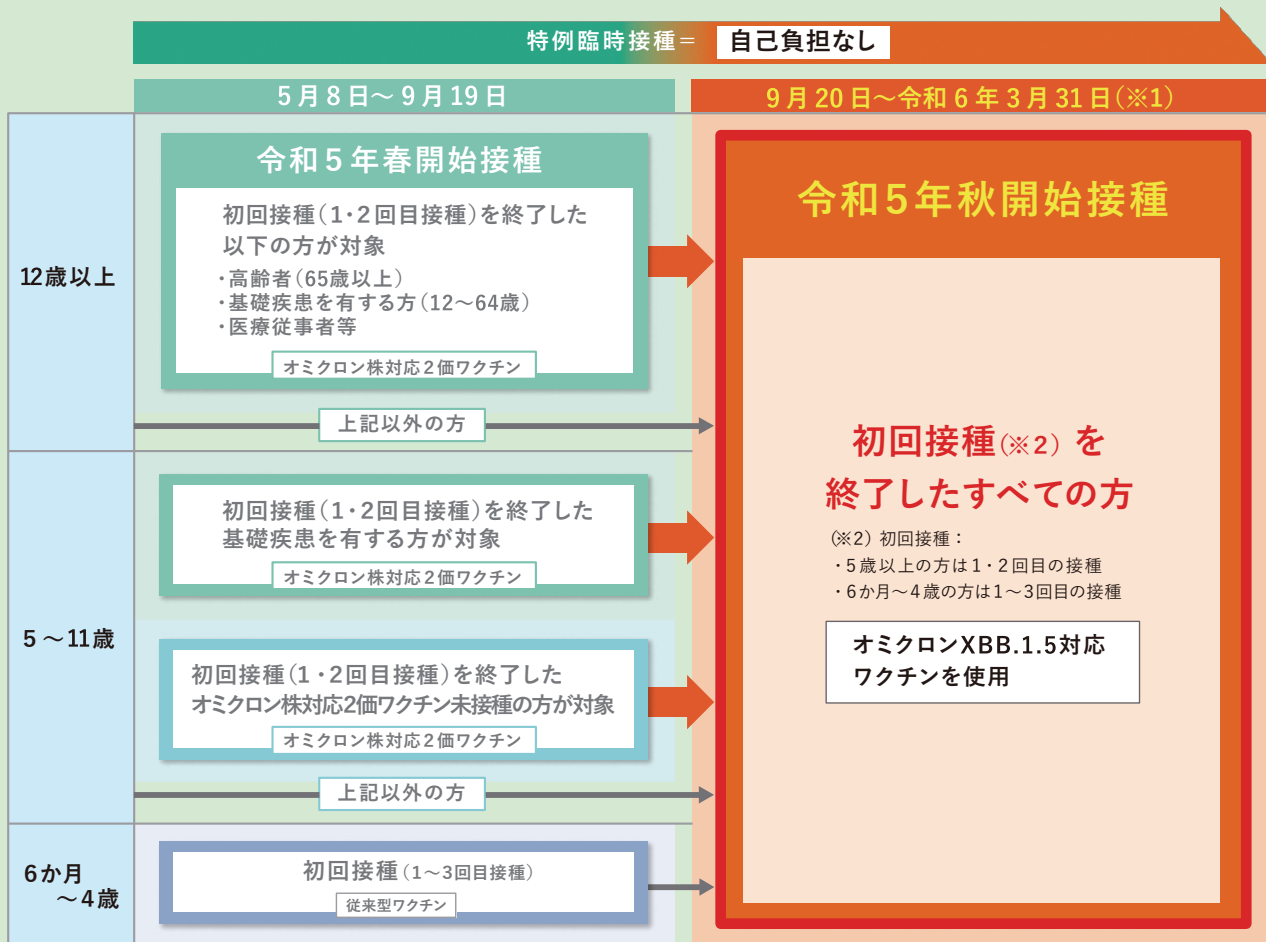 特例臨時接種＝ 自己負担なし
5月8日～9月19日
9月20日～令和6年3月31日(※1)
12歳以上
令和5年春開始接種
初回接種(1・2回目接種)を終了した
以下の方が対象
・高齢者(65歳以上)
・基礎疾患を有する方(12～64歳)
・医療従事者等
オミクロン株対応2価ワクチン
上記以外の方
5～11歳
初回接種(1・2回目接種)を終了した
基礎疾患を有する方が対象
オミクロン株対応2価ワクチン
初回接種(1・2回目接種)を終了した
オミクロン株対応2価ワクチン未接種の方が対象
オミクロン株対応2価ワクチン
上記以外の方
6か月
～4歳
初回接種(1～3回目接種)
従来型ワクチン
令和5年秋開始接種
初回接種(※2)を
終了したすべての方
(※2)初回接種：
・5歳以上の方は1・2回目の接種
・6か月～4歳の方は1～3回目の接種
オミクロンXBB.1.5対応
ワクチンを使用